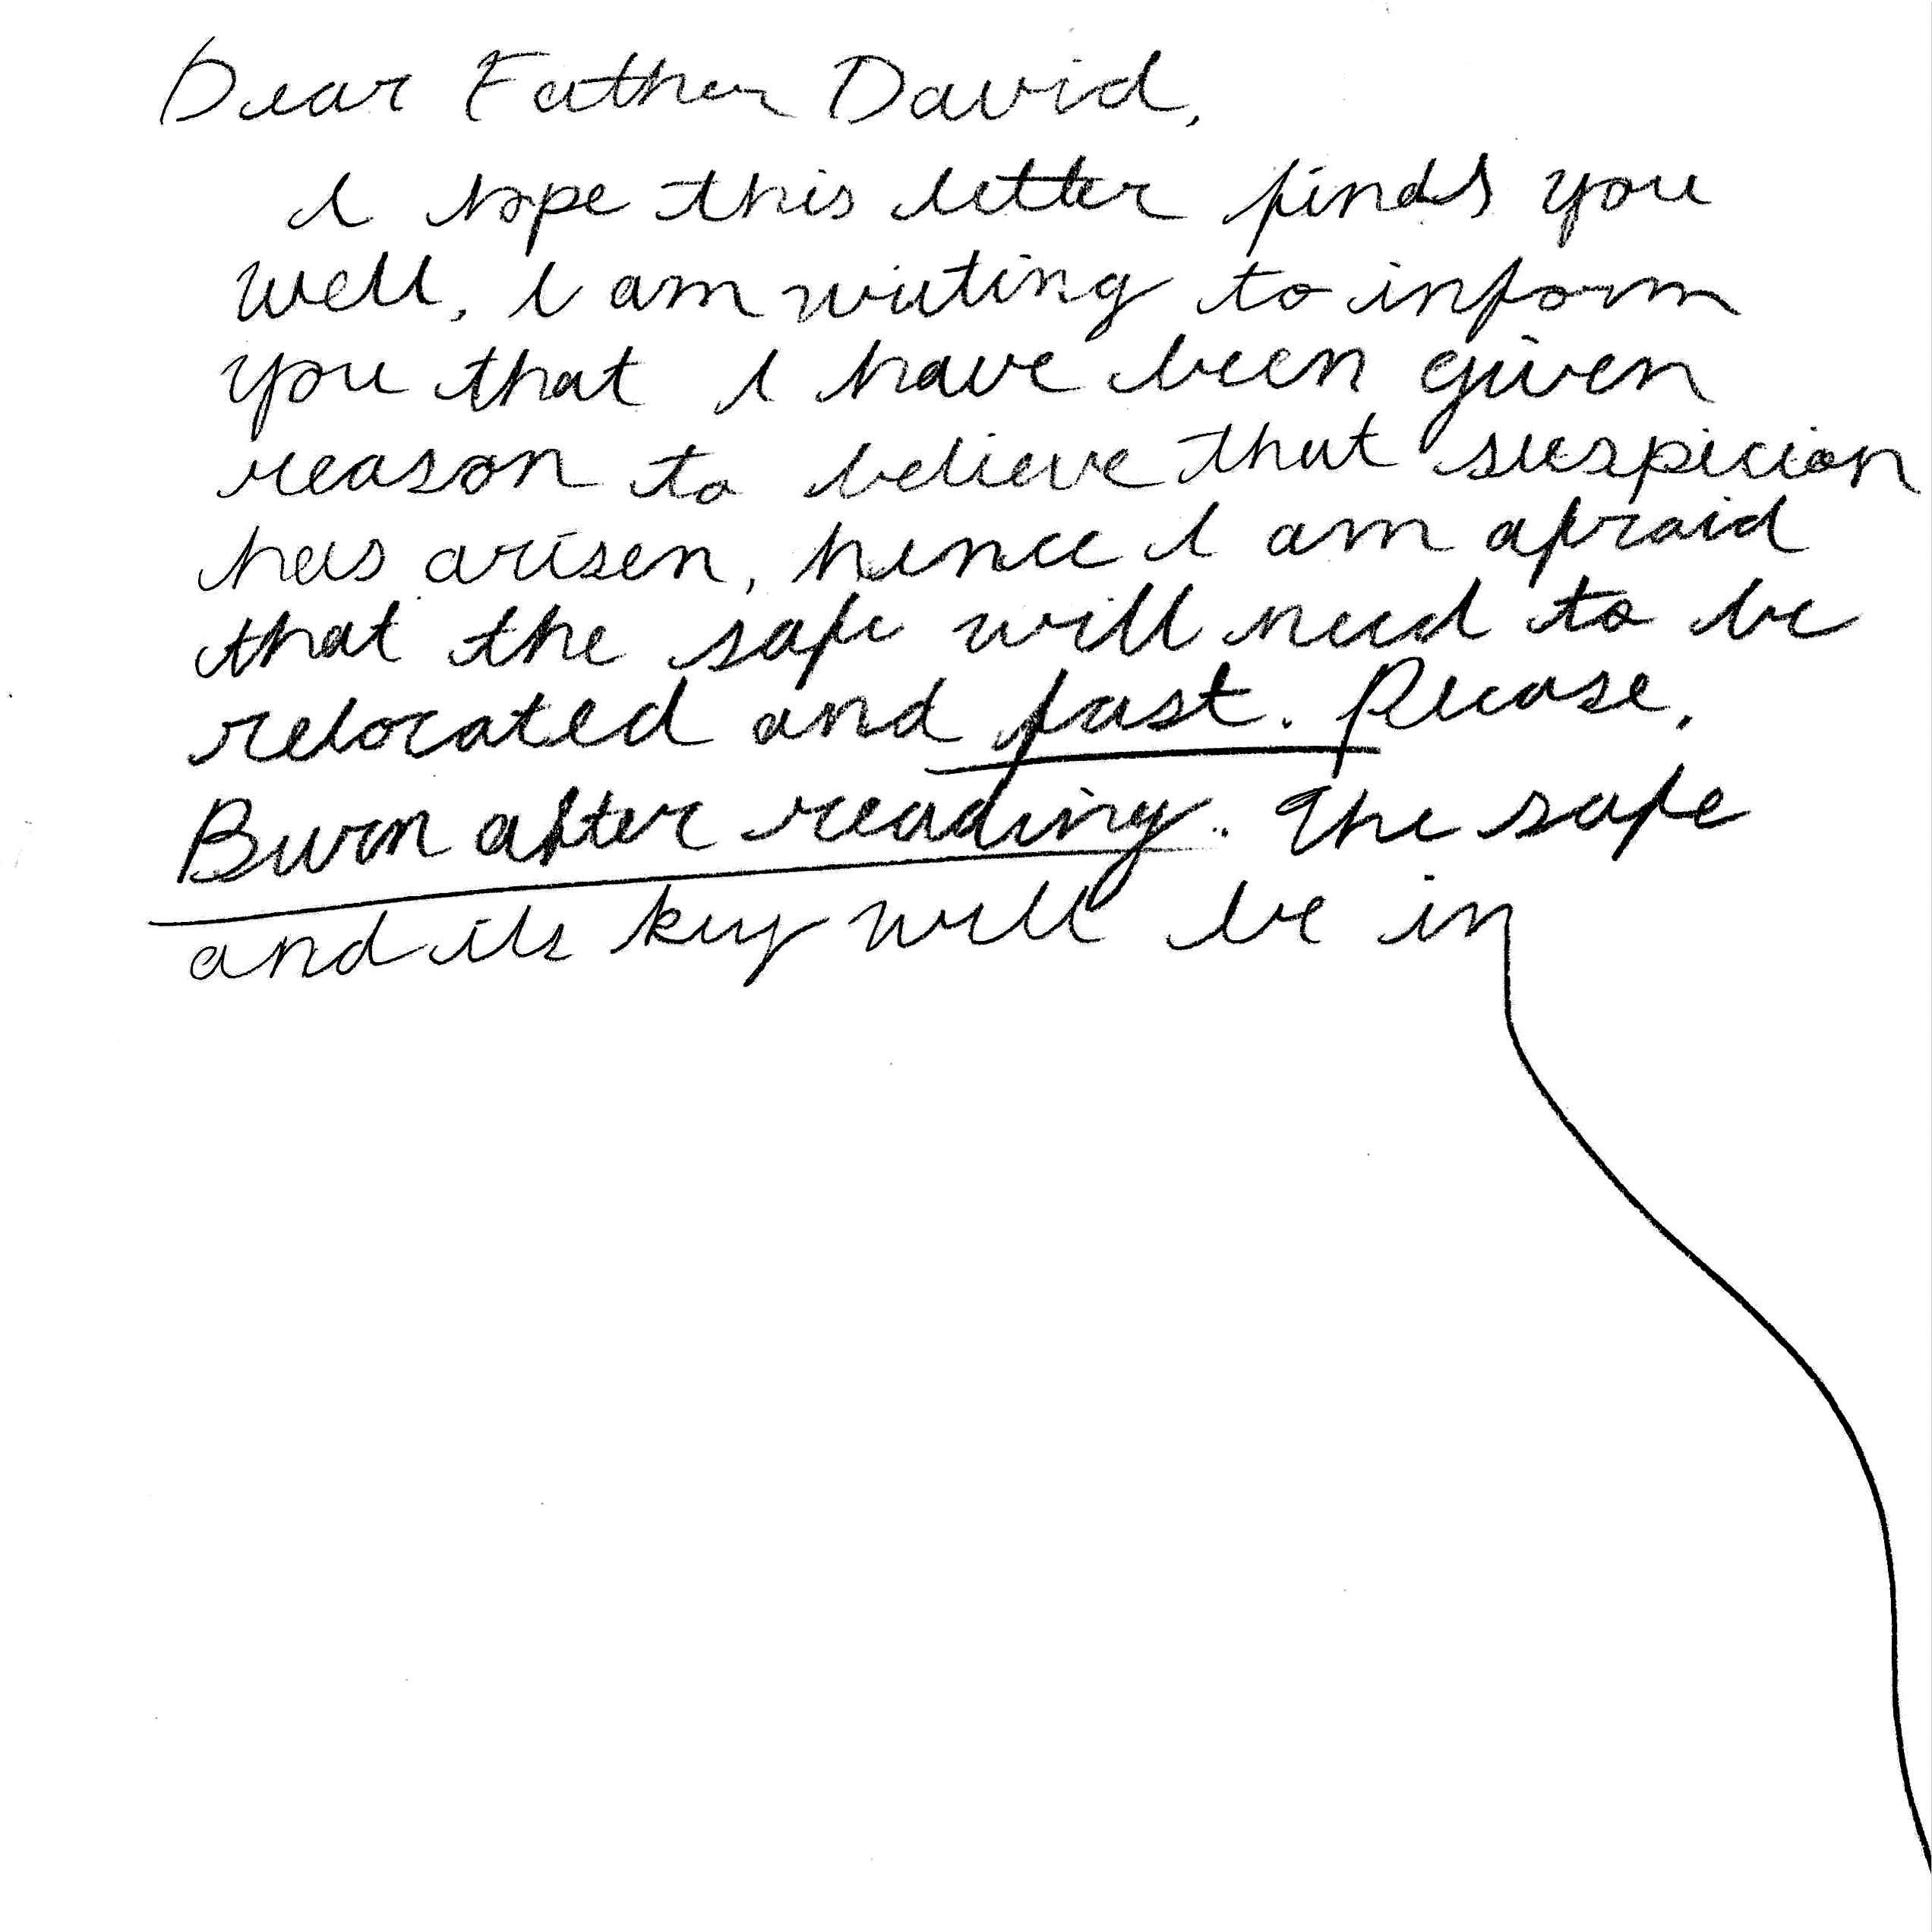 Dear Father David,
I hope this letter finds you
well, I am writing to inform
you that I have been given
reason to believe that suspicion
has arisen, hence I am afraid
that the safe will need to be
relocated and fast. Please,
Burn after reading. The safe
and its key will be in